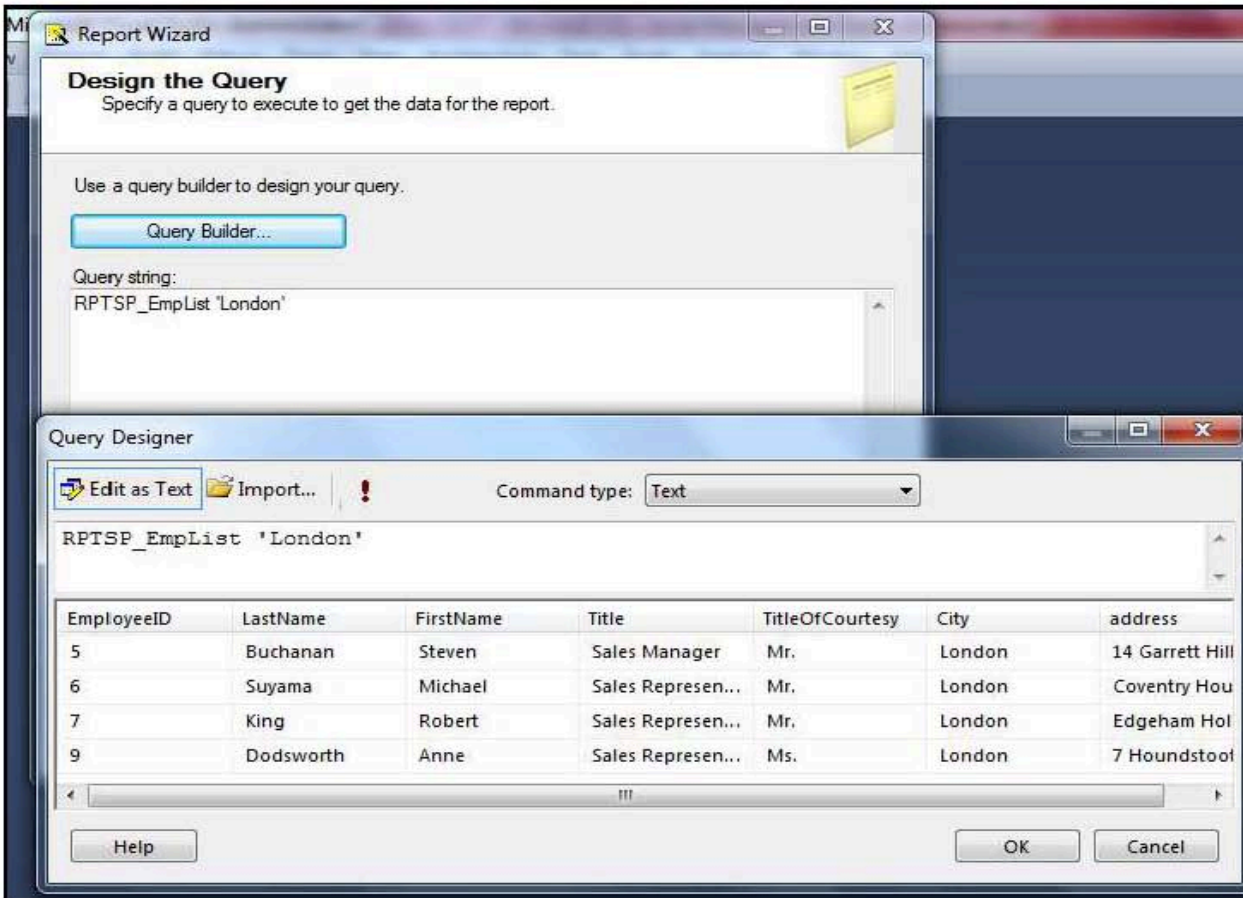 Mi
Report Wizard
Design the Query
Specify a query to execute to get the data for the report.
Use a query builder to design your query.
Query Builder...
Query string:
RPTSP_EmpList 'London'
Query Designer
Edit as Text Import... ! Command type: Text
RPTSP_EmpList 'London'
EmployeeID LastName FirstName Title TitleOfCourtesy City address
5 Buchanan Steven Sales Manager Mr. London 14 Garrett Hill
6 Suyama Michael Sales Represen... Mr. London Coventry Hou
7 King Robert Sales Represen... Mr. London Edgeham Hol
9 Dodsworth Anne Sales Represen... Ms. London 7 Houndstoot
Help OK Cancel